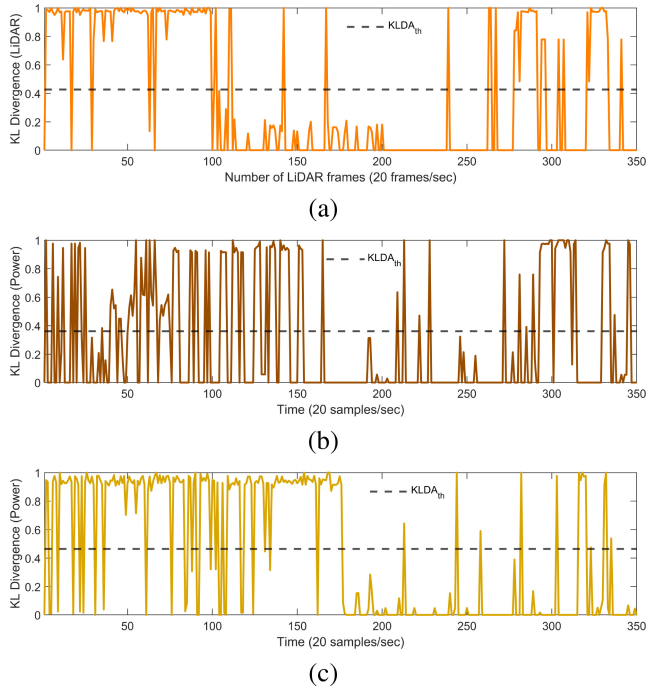 1
0.8
0.6
0.4
0.2
0
KL Divergence (LiDAR)
KLDAth
50 100 150 200 250 300 350
Number of LiDAR frames (20 frames/sec)
(a)
1
0.8
0.6
0.4
0.2
0
KL Divergence (Power)
KLDAth
50 100 150 200 250 300 350
Time (20 samples/sec)
(b)
1
0.8
0.6
0.4
0.2
0
KL Divergence (Power)
KLDAth
50 100 150 200 250 300 350
Time (20 samples/sec)
(c)